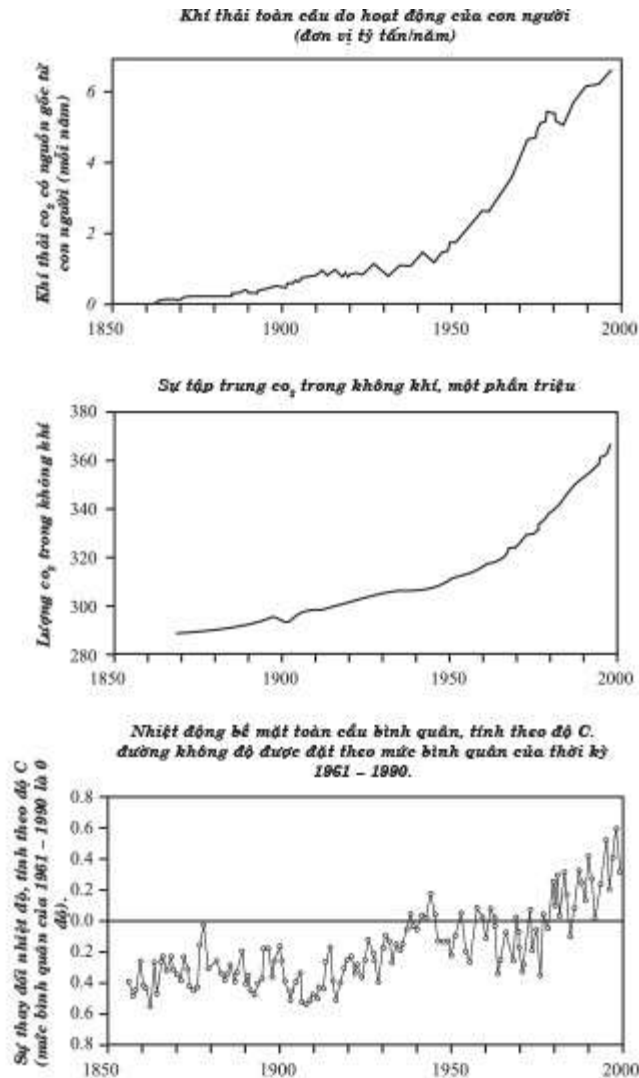 Khí thải toàn cầu do hoạt động của con người
(đơn vị tỷ tấn/năm)
Khí thải co₂ có nguồn gốc từ
con người (mỗi năm)
6
4
2
0
1850 1900 1950 2000
Sự tập trung co₂ trong không khí, một phần triệu
Lượng co₂ trong không khí
380
360
340
320
300
280
1850 1900 1950 2000
Nhiệt động bề mặt toàn cầu bình quân, tính theo độ C.
đường không độ được đặt theo mức bình quân của thời kỳ
1961 – 1990.
Sự thay đổi nhiệt độ, tính theo độ C
(mức bình quân của 1961 – 1990 là 0
độ).
0.8
0.6
0.4
0.2
0.0
0.2
0.4
0.6
0.8
1850 1900 1950 2000